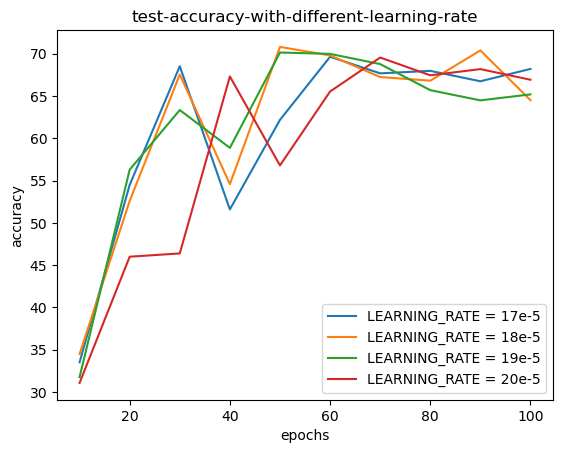 test-accuracy-with-different-learning-rate
70
65
60
55
50
45
40
35
30
accuracy
LEARNING_RATE = 17e-5
LEARNING_RATE = 18e-5
LEARNING_RATE = 19e-5
LEARNING_RATE = 20e-5
20 40 60 80 100
epochs